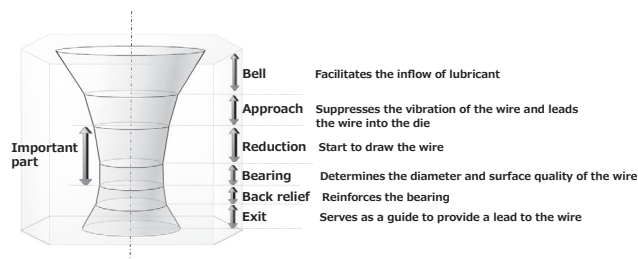 Bell Facilitates the inflow of lubricant
Approach Suppresses the vibration of the wire and leads
the wire into the die
Important
part
Reduction Start to draw the wire
Bearing Determines the diameter and surface quality of the wire
Back relief Reinforces the bearing
Exit Serves as a guide to provide a lead to the wire